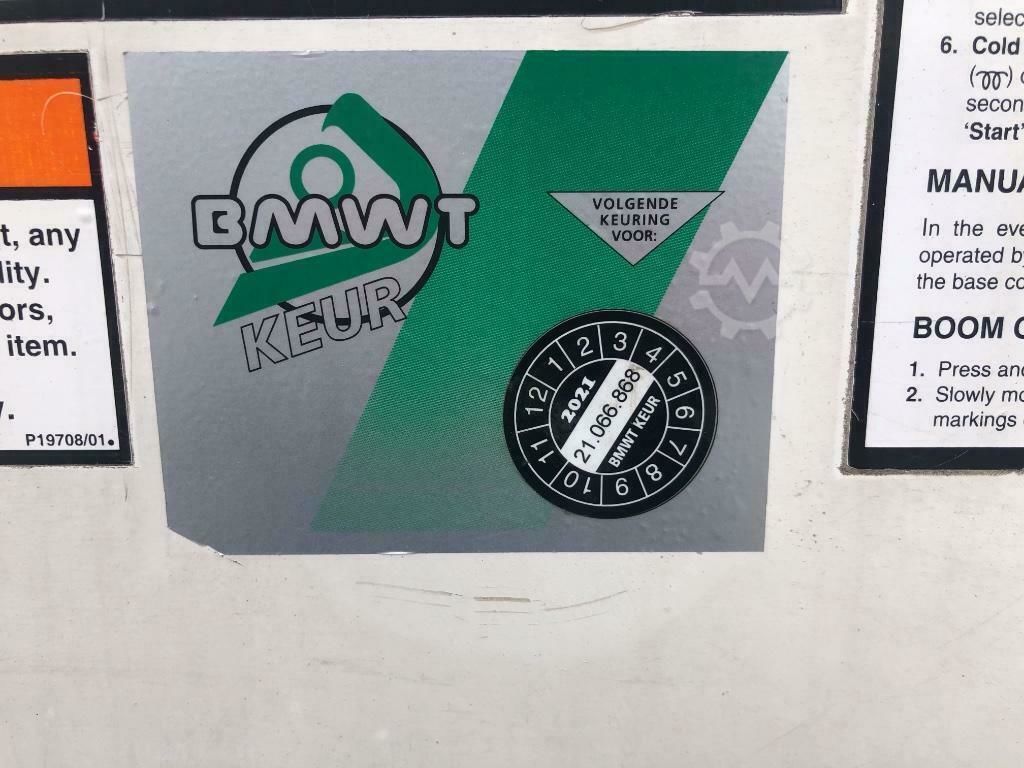 BMWT
KEUR
VOLGENDE
KEURING
VOOR:
1 2 3 4 5 6 7 8 9 10 11 12
2021
21.066.868
BMWT KEUR
t, any
lity.
ors,
item.
P19708/01
selec
6. Cold
secon
'Start'
MANUA
In the eve
operated by
the base co
BOOM
1. Press and
2. Slowly mo
markings